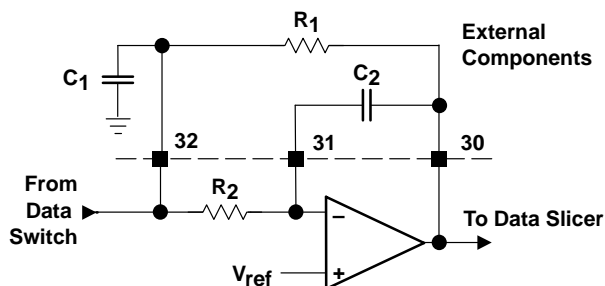 R1
External
Components
C1
C2
32
31
30
From
Data
Switch
R2
−
To Data Slicer
Vref
+